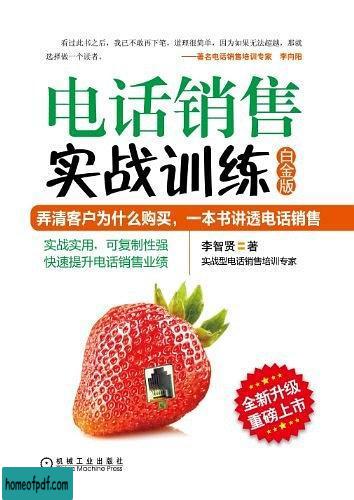 看过此书之后，我已不敢再下笔，道理很简单，因为如果无法超越，那就
选择做一个读者。
——著名电话销售培训专家 李向阳
电话销售
实战训练
白金版
弄清客户为什么购买，一本书讲透电话销售
实战实用，可复制性强
快速提升电话销售业绩
李智贤 著
实战型电话销售培训专家
全新升级
重磅上市
机械工业出版社
China Machine Press
homeofpdf.com